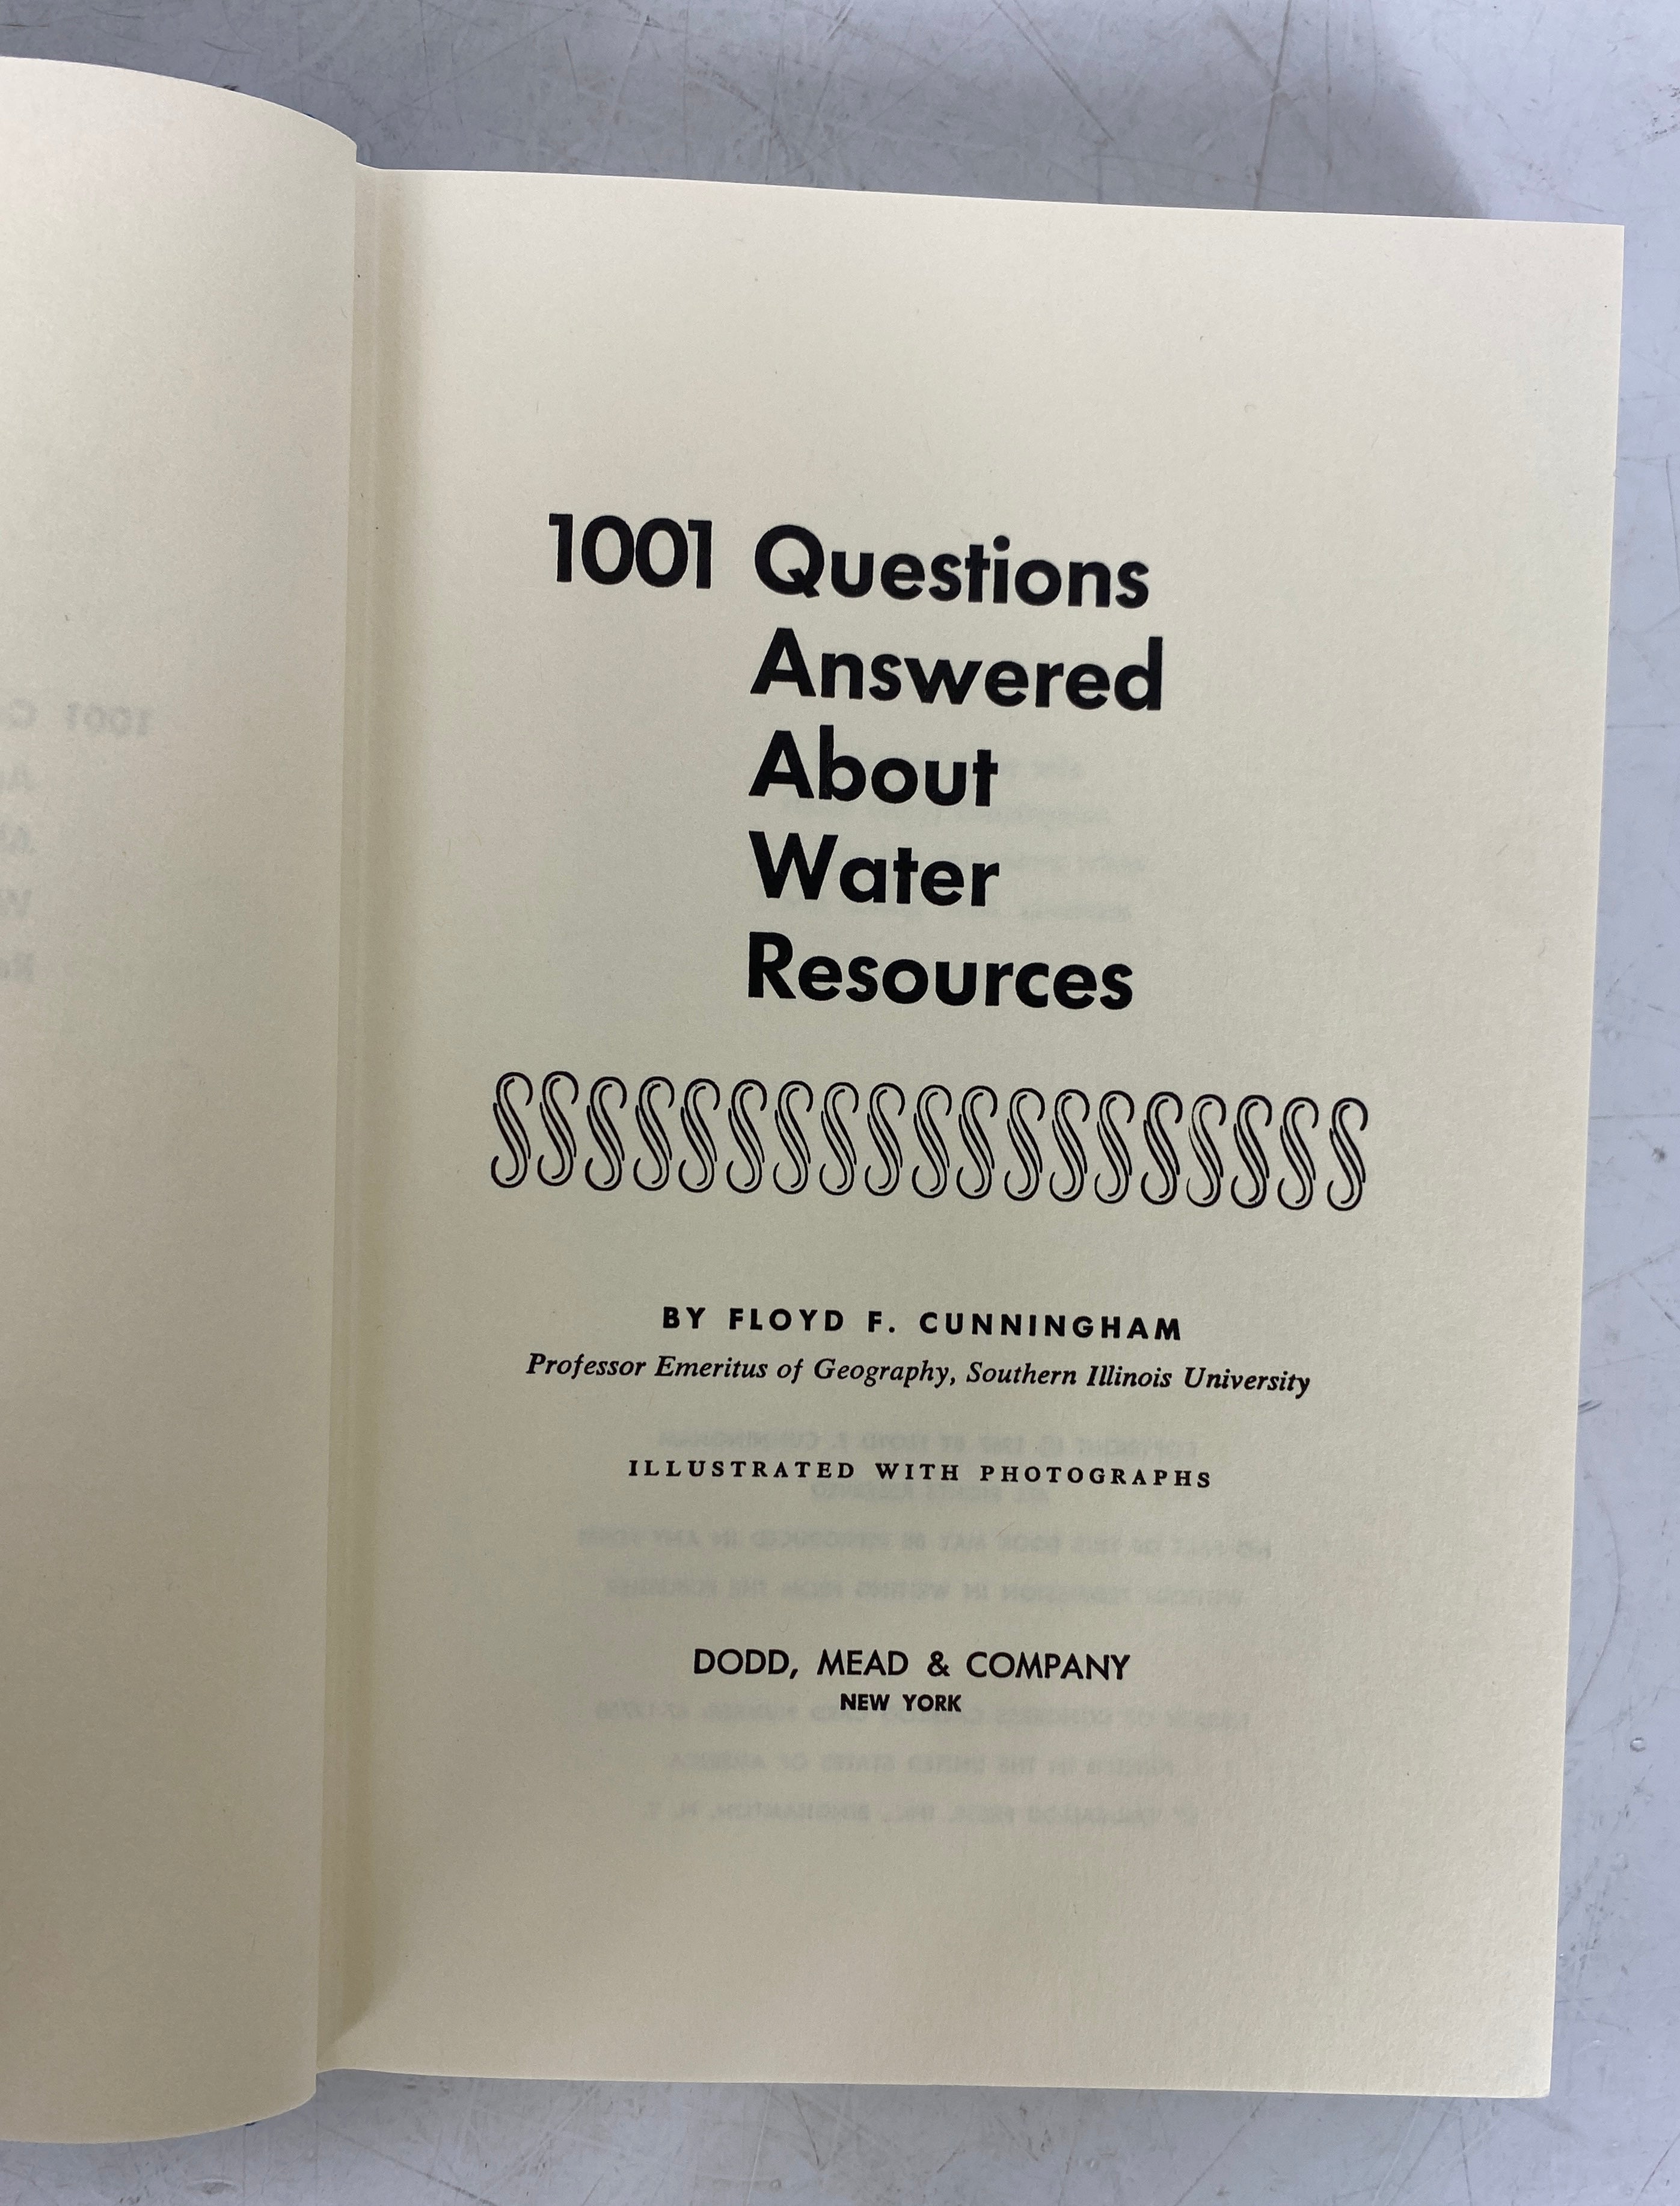 1001 Questions
Answered
About
Water
Resources
BY FLOYD F. CUNNINGHAM
Professor Emeritus of Geography, Southern Illinois University
ILLUSTRATED WITH PHOTOGRAPHS
DODD, MEAD & COMPANY
NEW YORK